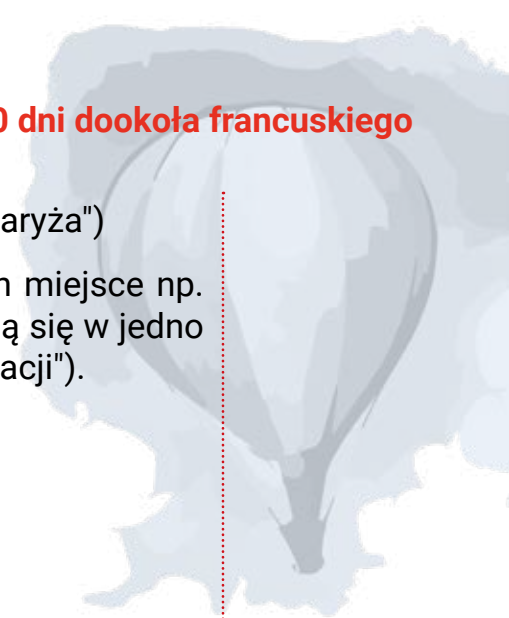 0 dni dookoła francuskiego
aryża")
n miejsce np.
ą się w jedno
acji").